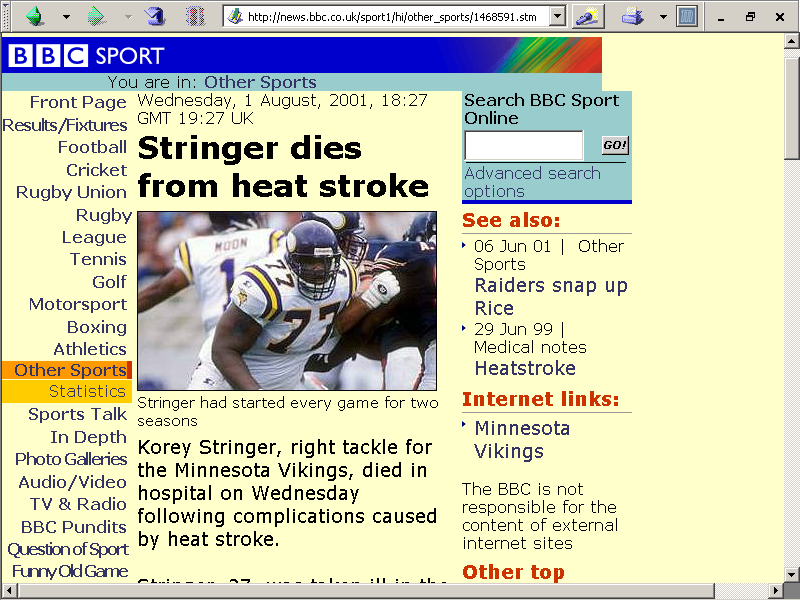 http://news.bbc.co.uk/sport1/hi/other_sports/1468591.stm
BBC SPORT
You are in: Other Sports
Front Page
Results/Fixtures
Football
Cricket
Rugby Union
Rugby
League
Tennis
Golf
Motorsport
Boxing
Athletics
Other Sports
Statistics
Sports Talk
In Depth
Photo Galleries
Audio/Video
TV & Radio
BBC Pundits
Question of Sport
Funny Old Game
Wednesday, 1 August, 2001, 18:27
GMT 19:27 UK
Stringer dies
from heat stroke
MOON
1
77
77
Stringer had started every game for two
seasons
Korey Stringer, right tackle for
the Minnesota Vikings, died in
hospital on Wednesday
following complications caused
by heat stroke.
Stringer, 27, was taken ill in the
Search BBC Sport
Online
GO!
Advanced search
options
See also:
06 Jun 01 | Other
Sports
Raiders snap up
Rice
29 Jun 99 |
Medical notes
Heatstroke
Internet links:
Minnesota
Vikings
The BBC is not
responsible for the
content of external
internet sites
Other top